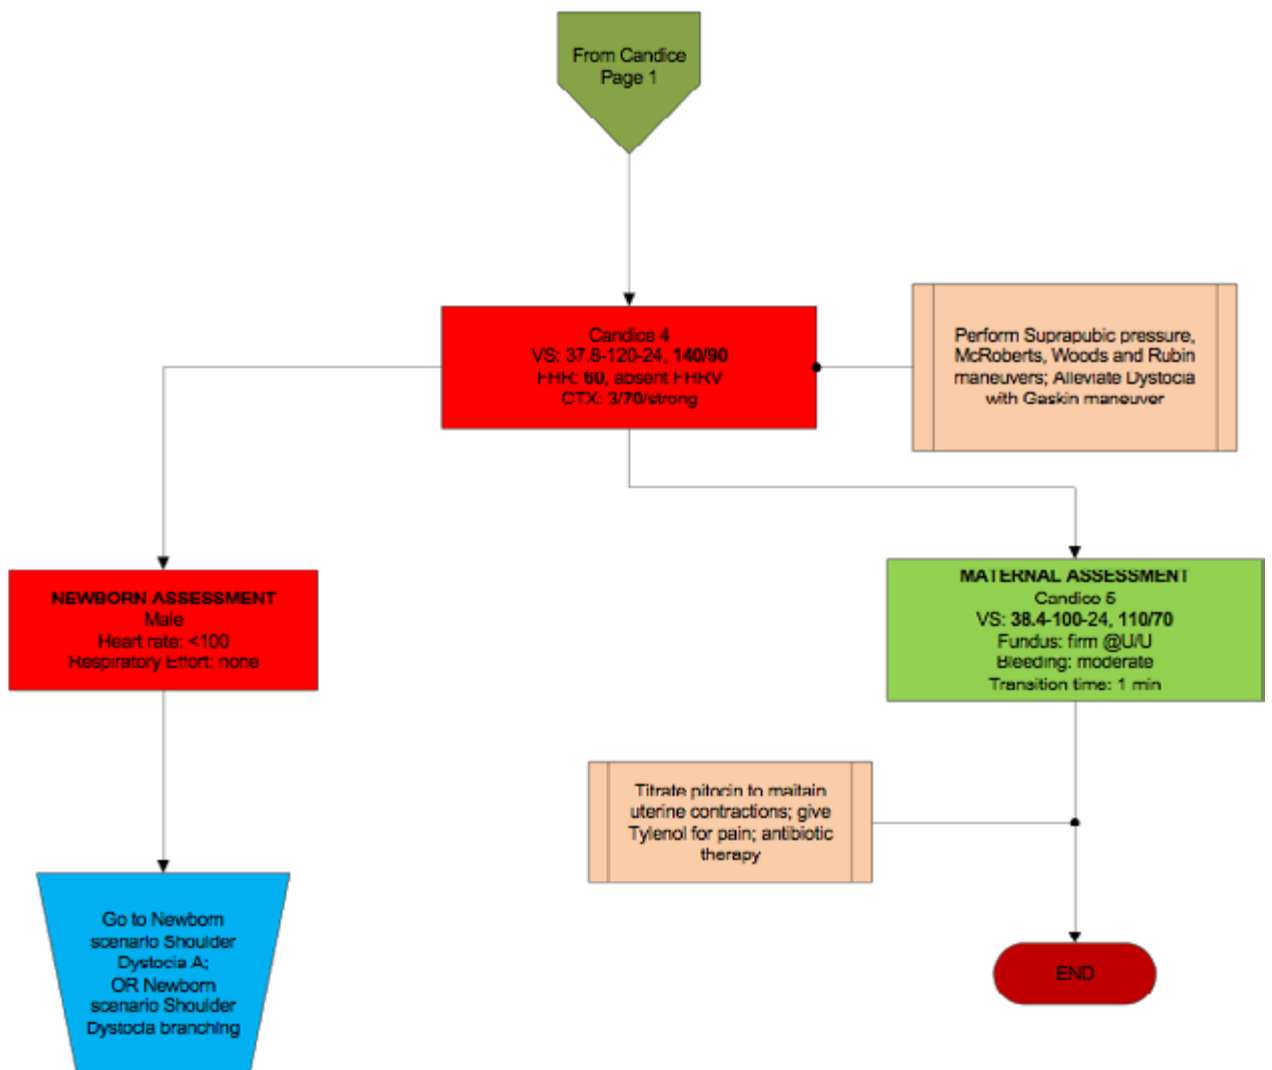 From Candice
Page 1
Candice 4
VS: 37.8-120-24, 140/90
FHR: 60, absent FHRV
CTX: 3/70/strong
Perform Suprapubic pressure,
McRoberts, Woods and Rubin
maneuvers; Alleviate Dystocia
with Gaskin maneuver
NEWBORN ASSESSMENT
Male
Heart rate: <100
Respiratory Effort: none
MATERNAL ASSESSMENT
Candice 5
VS: 38.4-100-24, 110/70
Fundus: firm @U/U
Bleeding: moderate
Transition time: 1 min
Titrate pitocin to maitain
uterine contractions; give
Tylenol for pain; antibiotic
therapy
Go to Newborn
scenario Shoulder
Dystocia A;
OR Newborn
scenario Shoulder
Dystocia branching
END